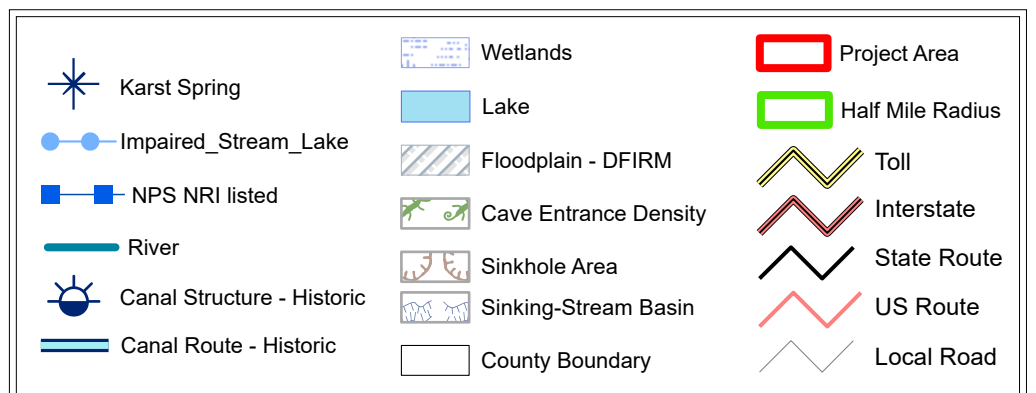 Karst Spring
Impaired_Stream_Lake
NPS NRI listed
River
Canal Structure - Historic
Canal Route - Historic
Wetlands
Lake
Floodplain - DFIRM
Cave Entrance Density
Sinkhole Area
Sinking-Stream Basin
County Boundary
Project Area
Half Mile Radius
Toll
Interstate
State Route
US Route
Local Road